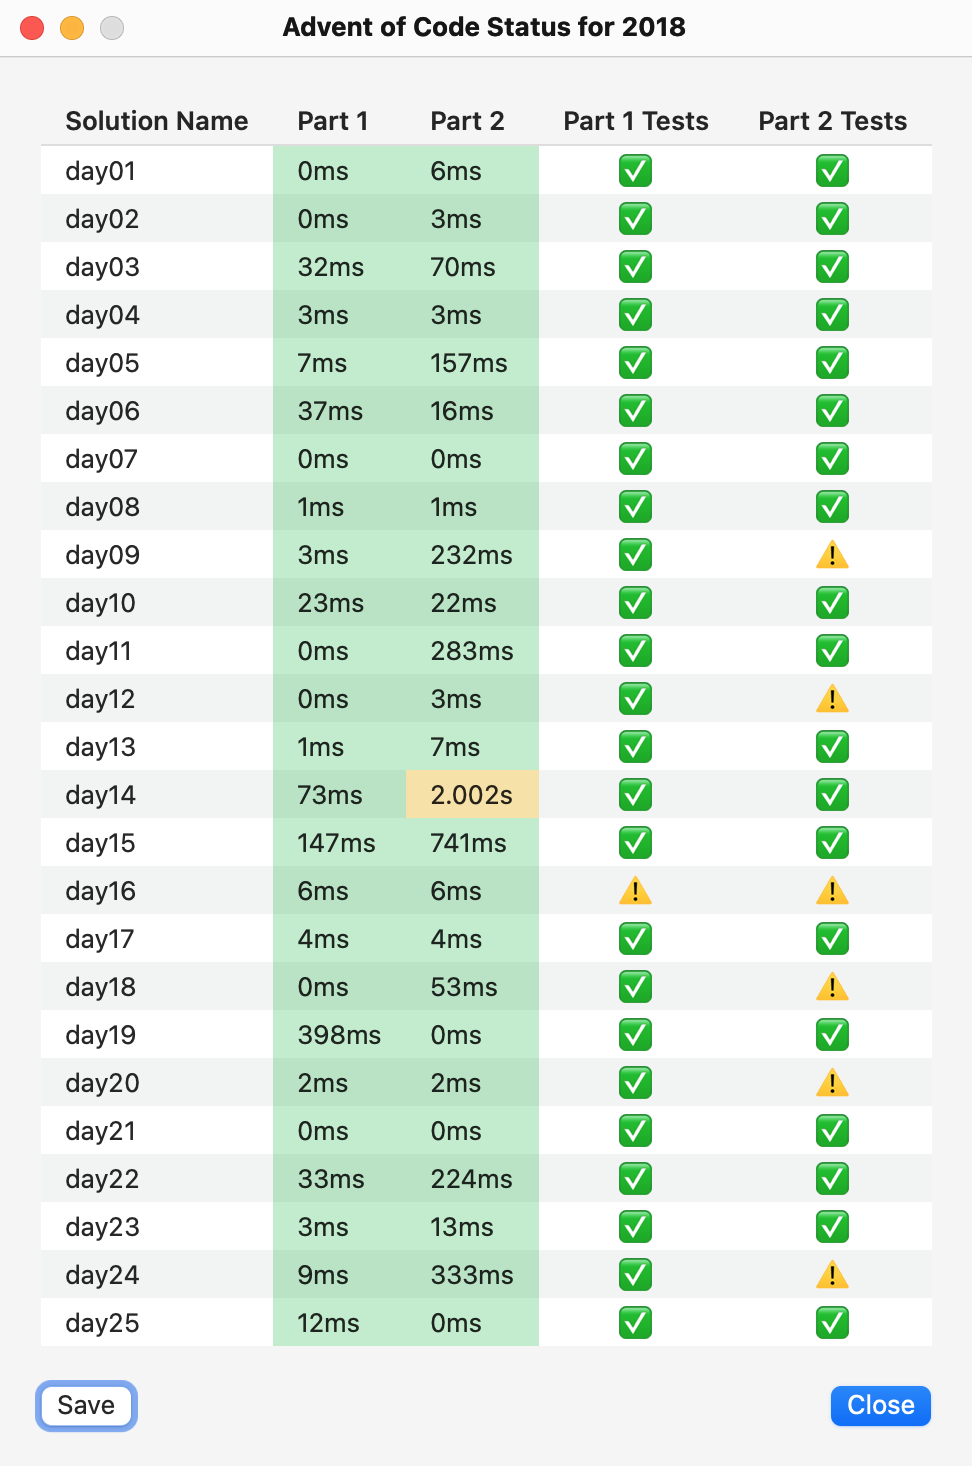 Advent of Code Status for 2018
Solution Name Part 1 Part 2 Part 1 Tests Part 2 Tests
day01 0ms 6ms ✅ ✅
day02 0ms 3ms ✅ ✅
day03 32ms 70ms ✅ ✅
day04 3ms 3ms ✅ ✅
day05 7ms 157ms ✅ ✅
day06 37ms 16ms ✅ ✅
day07 0ms 0ms ✅ ✅
day08 1ms 1ms ✅ ✅
day09 3ms 232ms ✅ ⚠️
day10 23ms 22ms ✅ ✅
day11 0ms 283ms ✅ ✅
day12 0ms 3ms ✅ ⚠️
day13 1ms 7ms ✅ ✅
day14 73ms 2.002s ✅ ✅
day15 147ms 741ms ✅ ✅
day16 6ms 6ms ⚠️ ⚠️
day17 4ms 4ms ✅ ✅
day18 0ms 53ms ✅ ⚠️
day19 398ms 0ms ✅ ✅
day20 2ms 2ms ✅ ⚠️
day21 0ms 0ms ✅ ✅
day22 33ms 224ms ✅ ✅
day23 3ms 13ms ✅ ✅
day24 9ms 333ms ✅ ⚠️
day25 12ms 0ms ✅ ✅
Save Close